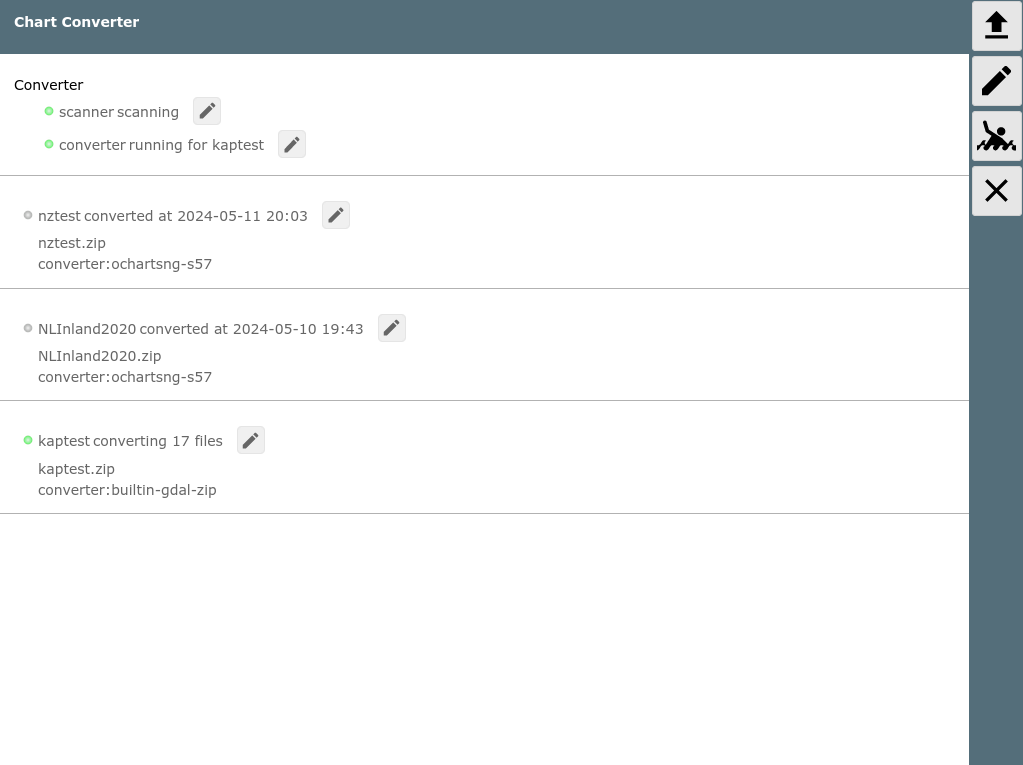 Chart Converter
Converter
scanner scanning
converter running for kaptest
nztest converted at 2024-05-11 20:03
nztest.zip
converter:ochartsng-s57
NLInland2020 converted at 2024-05-10 19:43
NLInland2020.zip
converter:ochartsng-s57
kaptest converting 17 files
kaptest.zip
converter:builtin-gdal-zip